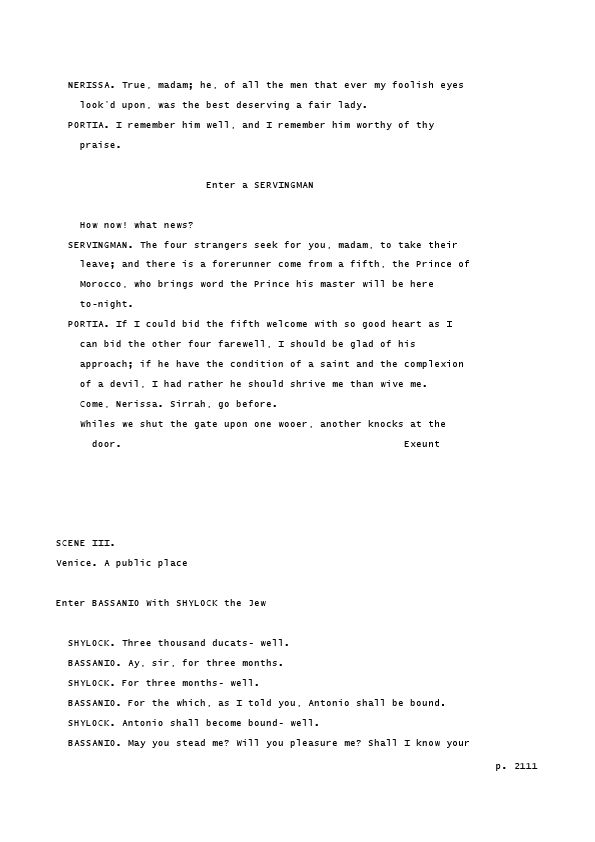 NERISSA. True, madam; he, of all the men that ever my foolish eyes
look'd upon, was the best deserving a fair lady.
PORTIA. I remember him well, and I remember him worthy of thy
praise.
Enter a SERVINGMAN
How now! what news?
SERVINGMAN. The four strangers seek for you, madam, to take their
leave; and there is a forerunner come from a fifth, the Prince of
Morocco, who brings word the Prince his master will be here
to-night.
PORTIA. If I could bid the fifth welcome with so good heart as I
can bid the other four farewell, I should be glad of his
approach; if he have the condition of a saint and the complexion
of a devil, I had rather he should shrive me than wive me.
Come, Nerissa. Sirrah, go before.
Whiles we shut the gate upon one wooer, another knocks at the
door. Exeunt
SCENE III.
Venice. A public place
Enter BASSANIO With SHYLOCK the Jew
SHYLOCK. Three thousand ducats- well.
BASSANIO. Ay, sir, for three months.
SHYLOCK. For three months- well.
BASSANIO. For the which, as I told you, Antonio shall be bound.
SHYLOCK. Antonio shall become bound- well.
BASSANIO. May you stead me? Will you pleasure me? Shall I know your
p. 2111